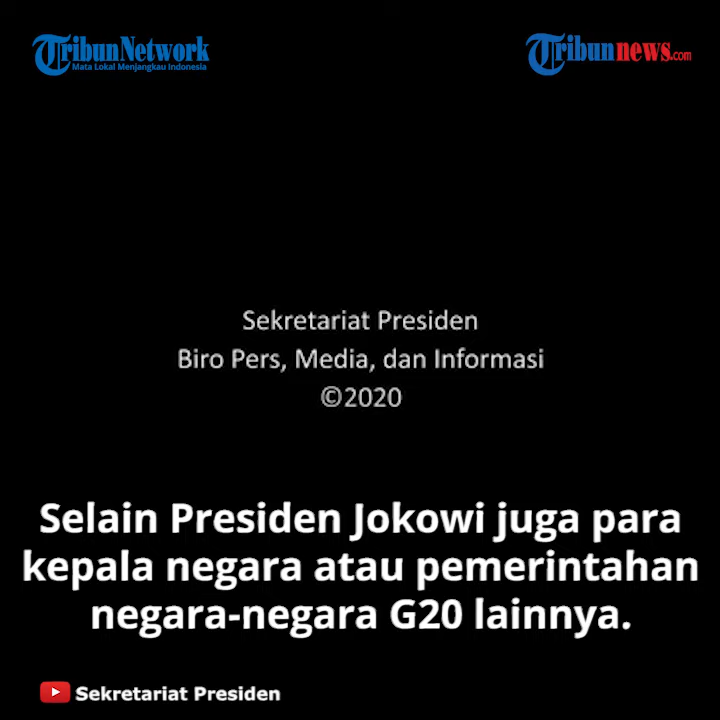 TribunNetwork
Mata Lokal Menjangkau Indonesia
Tribunnews.com
Sekretariat Presiden
Biro Pers, Media, dan Informasi
©2020
Selain Presiden Jokowi juga para
kepala negara atau pemerintahan
negara-negara G20 lainnya.
Sekretariat Presiden